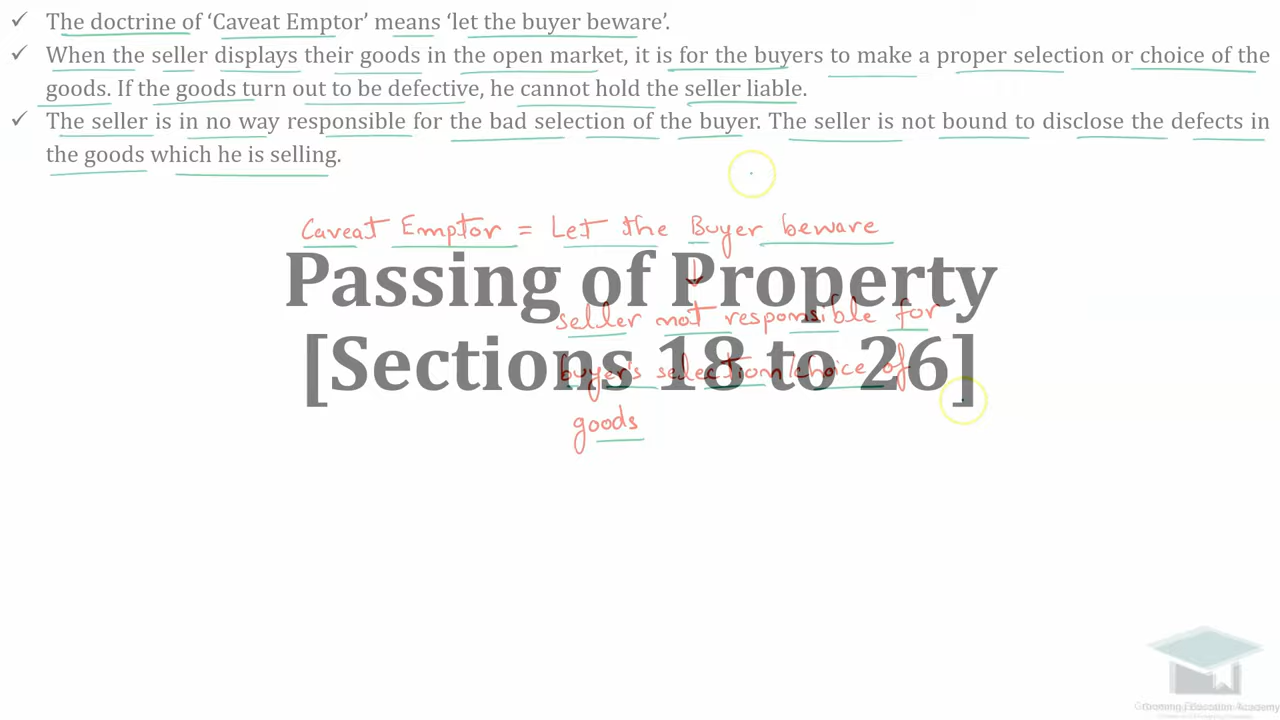 ✓ The doctrine of ‘Caveat Emptor’ means ‘let the buyer beware’.
✓ When the seller displays their goods in the open market, it is for the buyers to make a proper selection or choice of the
goods. If the goods turn out to be defective, he cannot hold the seller liable.
✓ The seller is in no way responsible for the bad selection of the buyer. The seller is not bound to disclose the defects in
the goods which he is selling.
Caveat Emptor = Let the Buyer beware
Passing of Property
seller not responsible for
[Sections 18 to 26]
buyer's selection/choice of
goods
Education Academy